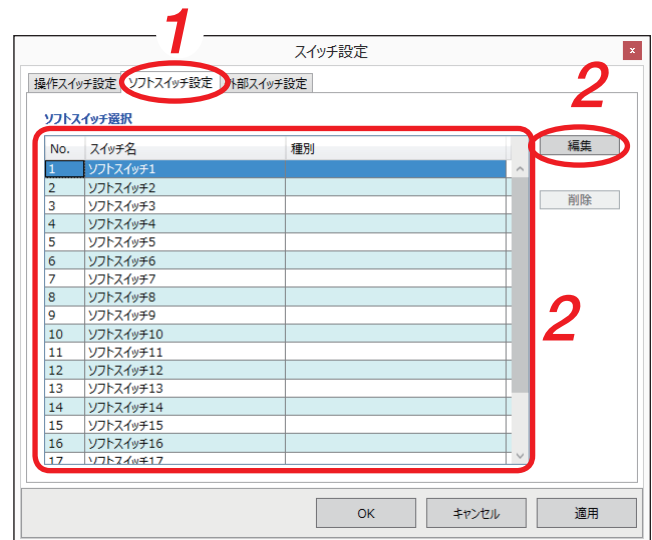 1
スイッチ設定
x
操作スイッチ設定 ソフトスイッチ設定 外部スイッチ設定
2
ソフトスイッチ選択
No. スイッチ名 種別
編集
1 ソフトスイッチ1
2 ソフトスイッチ2
削除
3 ソフトスイッチ3
4 ソフトスイッチ4
5 ソフトスイッチ5
6 ソフトスイッチ6
7 ソフトスイッチ7
8 ソフトスイッチ8
9 ソフトスイッチ9
2
10 ソフトスイッチ10
11 ソフトスイッチ11
12 ソフトスイッチ12
13 ソフトスイッチ13
14 ソフトスイッチ14
15 ソフトスイッチ15
16 ソフトスイッチ16
17 ソフトスイッチ17
OK キャンセル 適用